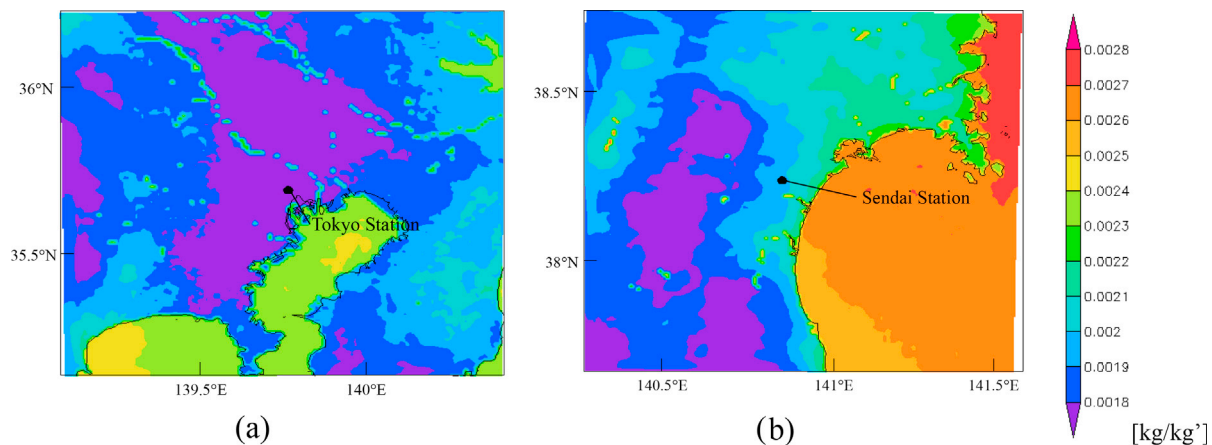 36°N
35.5°N
Tokyo Station
139.5°E
140°E
(a)
38.5°N
38°N
Sendai Station
140.5°E
141°E
141.5°E
(b)
0.0028
0.0027
0.0026
0.0025
0.0024
0.0023
0.0022
0.0021
0.002
0.0019
0.0018
[kg/kg’]